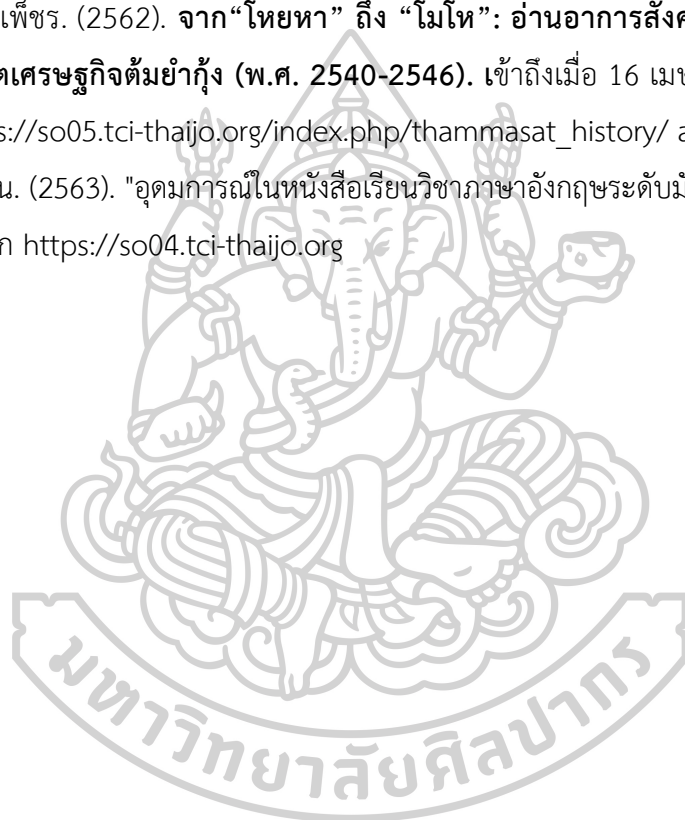 เพ็ชร. (2562). จาก“โหยหา” ถึง “โมโห”: อ่านอาการสังค
ตเศรษฐกิจต้มยำกุ้ง (พ.ศ. 2540-2546). เข้าถึงเมื่อ 16 เมษ
s://so05.tci-thaijo.org/index.php/thammasat_history/ a
น. (2563). "อุดมการณ์ในหนังสือเรียนวิชาภาษาอังกฤษระดับมั
ก https://so04.tci-thaijo.org
มหาวิทยาลัยศิลปากร